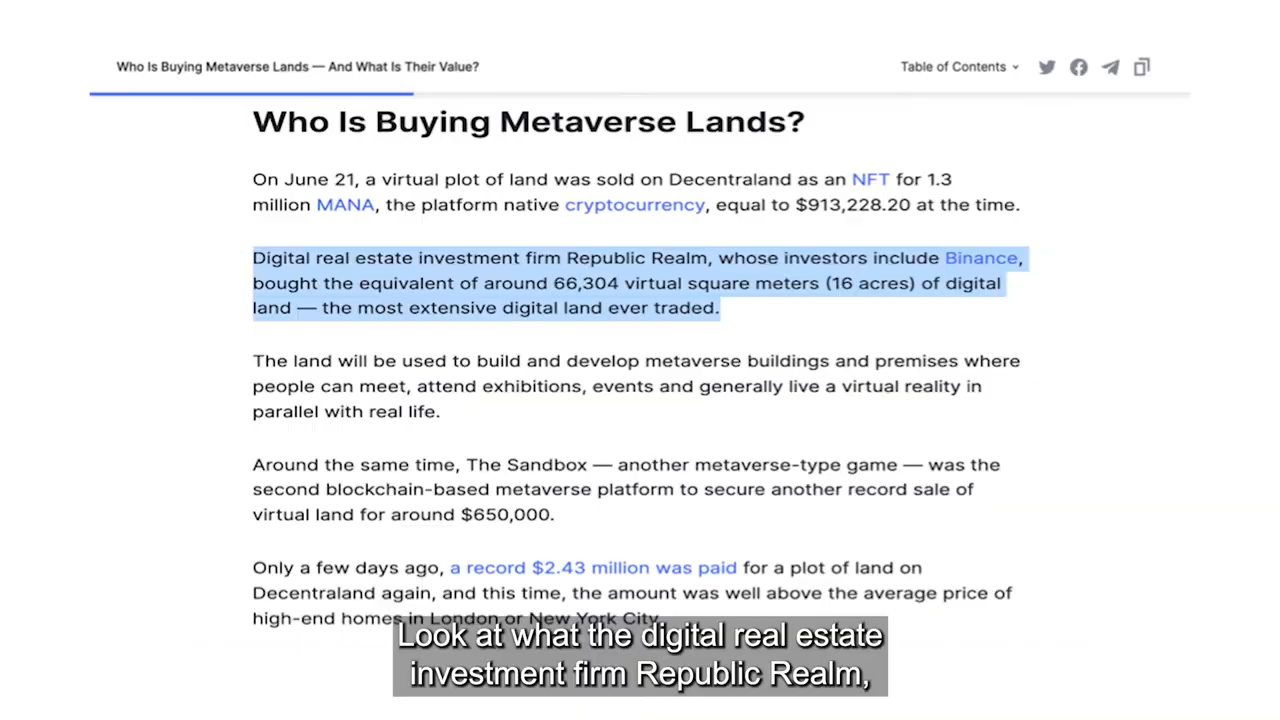 Who Is Buying Metaverse Lands — And What Is Their Value?
Table of Contents
Who Is Buying Metaverse Lands?
On June 21, a virtual plot of land was sold on Decentraland as an NFT for 1.3
million MANA, the platform native cryptocurrency, equal to $913,228.20 at the time.
Digital real estate investment firm Republic Realm, whose investors include Binance,
bought the equivalent of around 66,304 virtual square meters (16 acres) of digital
land — the most extensive digital land ever traded.
The land will be used to build and develop metaverse buildings and premises where
people can meet, attend exhibitions, events and generally live a virtual reality in
parallel with real life.
Around the same time, The Sandbox — another metaverse-type game — was the
second blockchain-based metaverse platform to secure another record sale of
virtual land for around $650,000.
Only a few days ago, a record $2.43 million was paid for a plot of land on
Decentraland again, and this time, the amount was well above the average price of
high-end homes in London or New York City.
Look at what the digital real estate
investment firm Republic Realm,